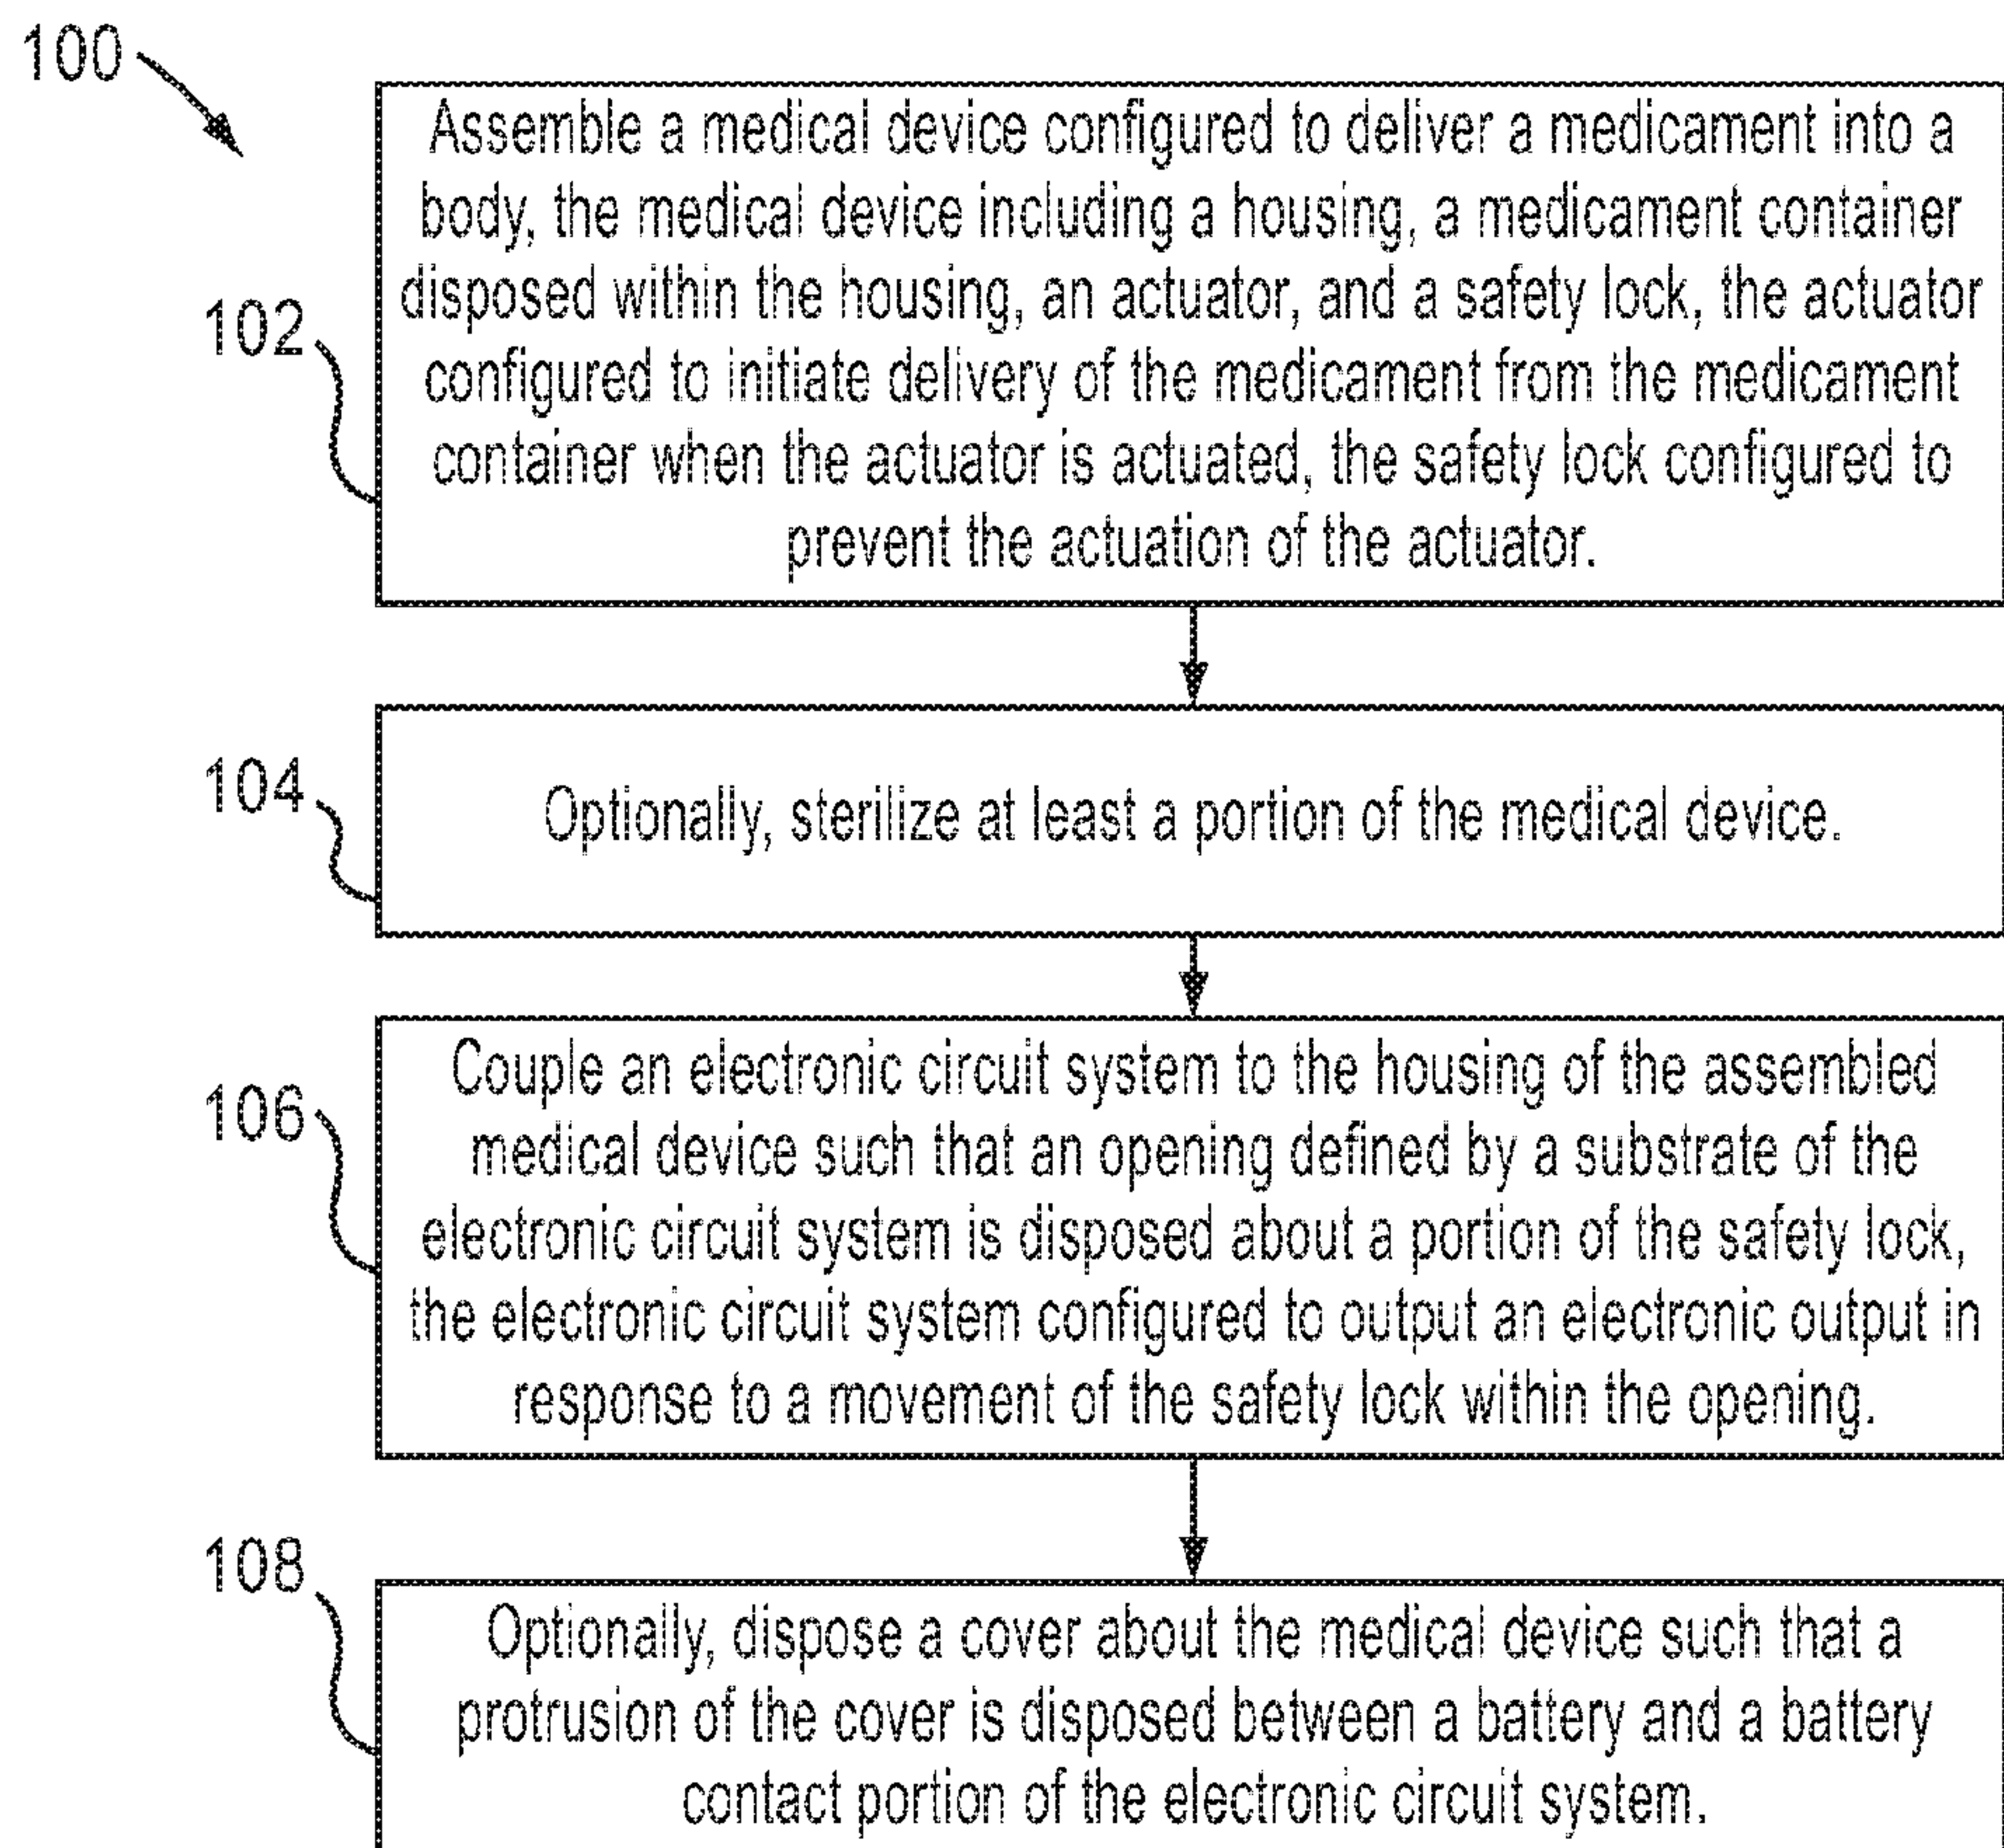 100
Assemble a medical device configured to deliver a medicament into a
body, the medical device including a housing, a medicament container
disposed within the housing, an actuator, and a safety lock, the actuator
configured to initiate delivery of the medicament from the medicament
container when the actuator is actuated, the safety lock configured to
prevent the actuation of the actuator.
102
Optionally, sterilize at least a portion of the medical device.
104
Couple an electronic circuit system to the housing of the assembled
medical device such that an opening defined by a substrate of the
electronic circuit system is disposed about a portion of the safety lock,
the electronic circuit system configured to output an electronic output in
response to a movement of the safety lock within the opening.
106
Optionally, dispose a cover about the medical device such that a
protrusion of the cover is disposed between a battery and a battery
contact portion of the electronic circuit system.
108